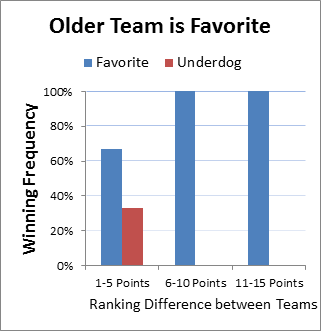 Older Team is Favorite
Favorite Underdog
Winning Frequency
100%
80%
60%
40%
20%
0%
1-5 Points 6-10 Points 11-15 Points
Ranking Difference between Teams